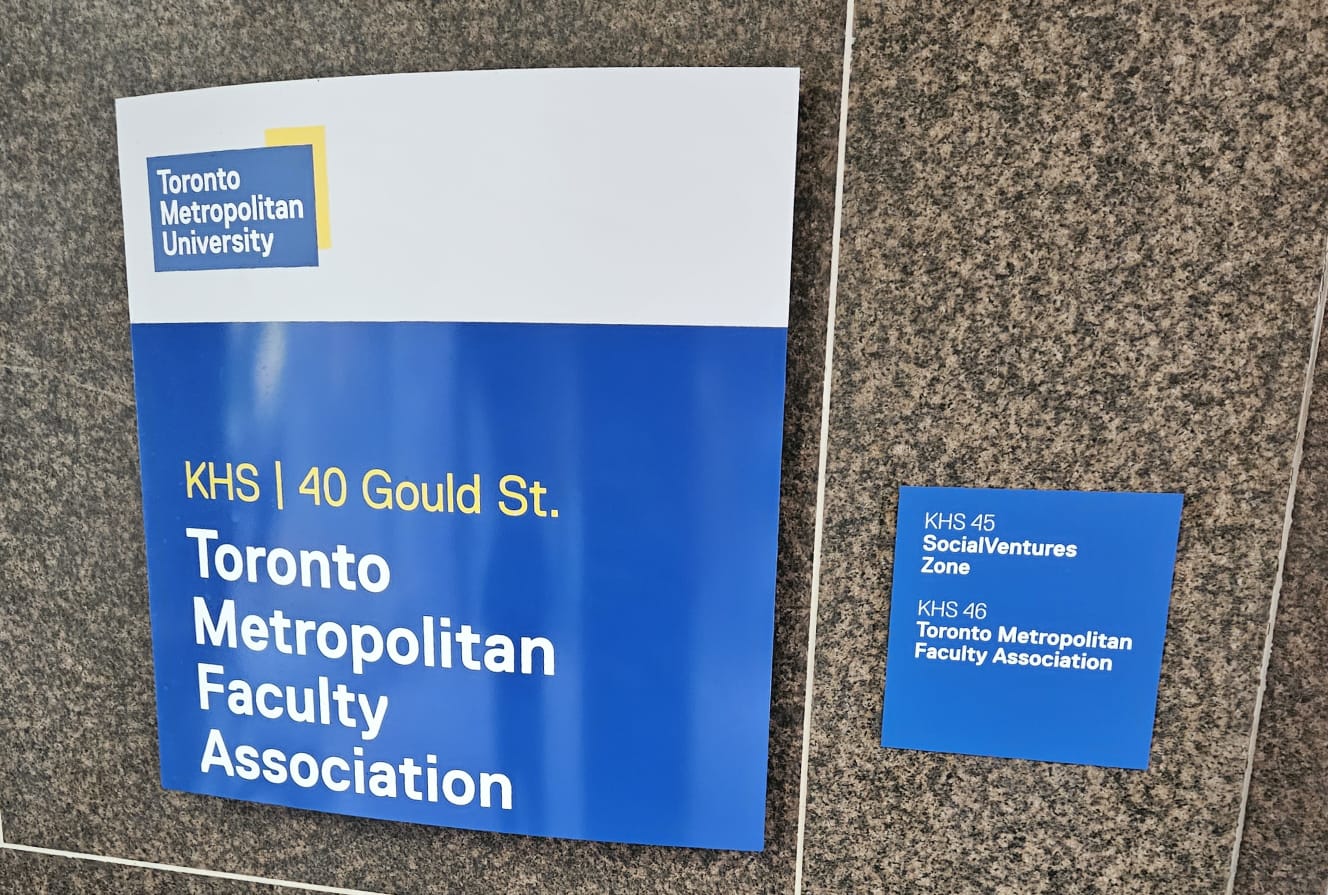 Toronto
Metropolitan
University
KHS | 40 Gould St.
Toronto
Metropolitan
Faculty
Association
KHS 45
SocialVentures
Zone
KHS 46
Toronto Metropolitan
Faculty Association